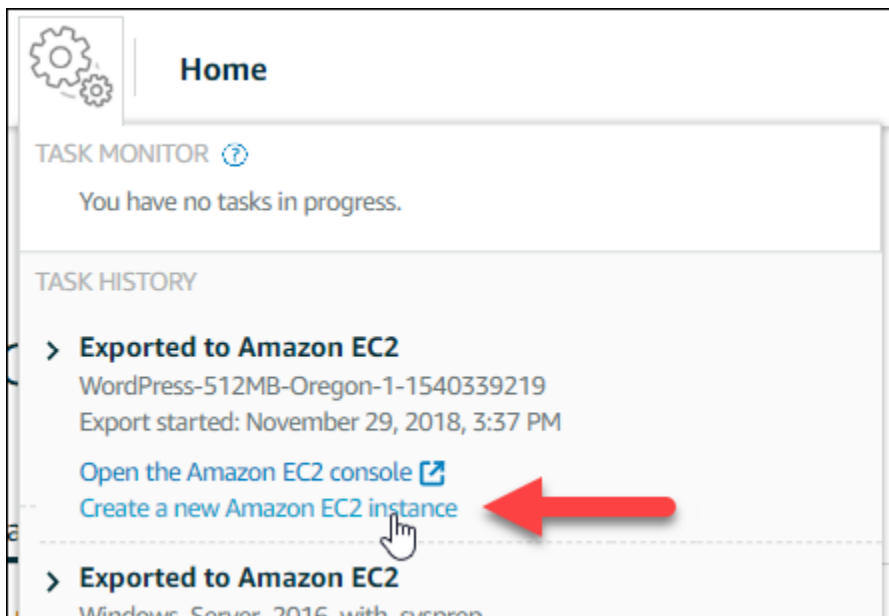 Home
TASK MONITOR ?
You have no tasks in progress.
TASK HISTORY
Exported to Amazon EC2
WordPress-512MB-Oregon-1-1540339219
Export started: November 29, 2018, 3:37 PM
Open the Amazon EC2 console
Create a new Amazon EC2 instance
Exported to Amazon EC2
Windows_Server_2016_with_sysprep